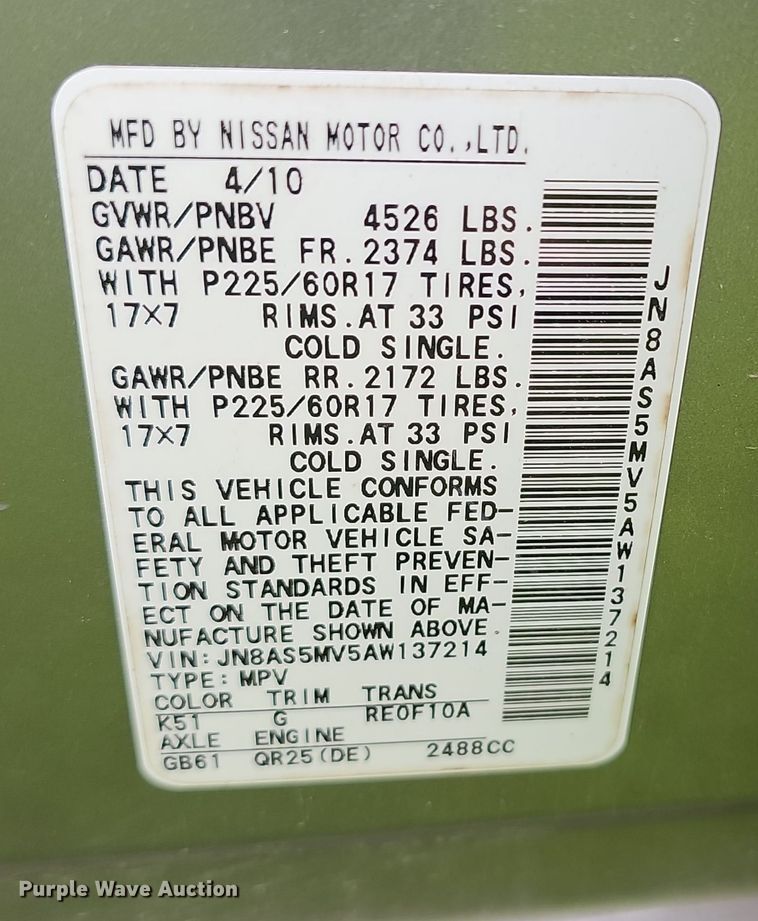 MFD BY NISSAN MOTOR CO.,LTD.
DATE 4/10
GVWR/PNBV 4526 LBS.
GAWR/PNBE FR. 2374 LBS.
WITH P225/60R17 TIRES,
17×7 RIMS.AT 33 PSI
COLD SINGLE.
GAWR/PNBE RR. 2172 LBS.
WITH P225/60R17 TIRES,
17×7 RIMS.AT 33 PSI
COLD SINGLE.
THIS VEHICLE CONFORMS
TO ALL APPLICABLE FED-
ERAL MOTOR VEHICLE SA-
FETY AND THEFT PREVEN-
TION STANDARDS IN EFF-
ECT ON THE DATE OF MA-
NUFACTURE SHOWN ABOVE.
VIN: JN8AS5MV5AW137214
TYPE: MPV
COLOR TRIM TRANS
K51 G RE0F10A
AXLE ENGINE
GB61 QR25(DE) 2488CC
JN8AS5MV5AW137214
Purple Wave Auction